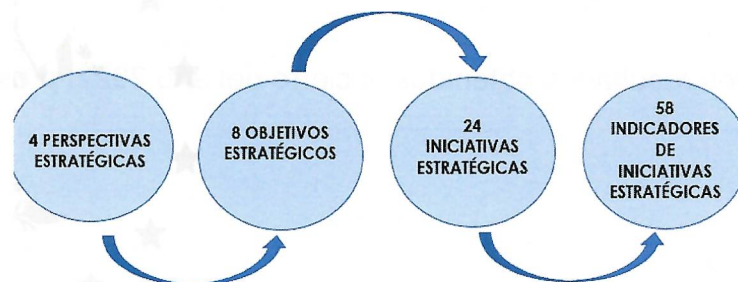 4 PERSPECTIVAS
ESTRATÉGICAS
8 OBJETIVOS
ESTRATÉGICOS
24
INICIATIVAS
ESTRATÉGICAS
58
INDICADORES
DE
INICIATIVAS
ESTRATÉGICAS